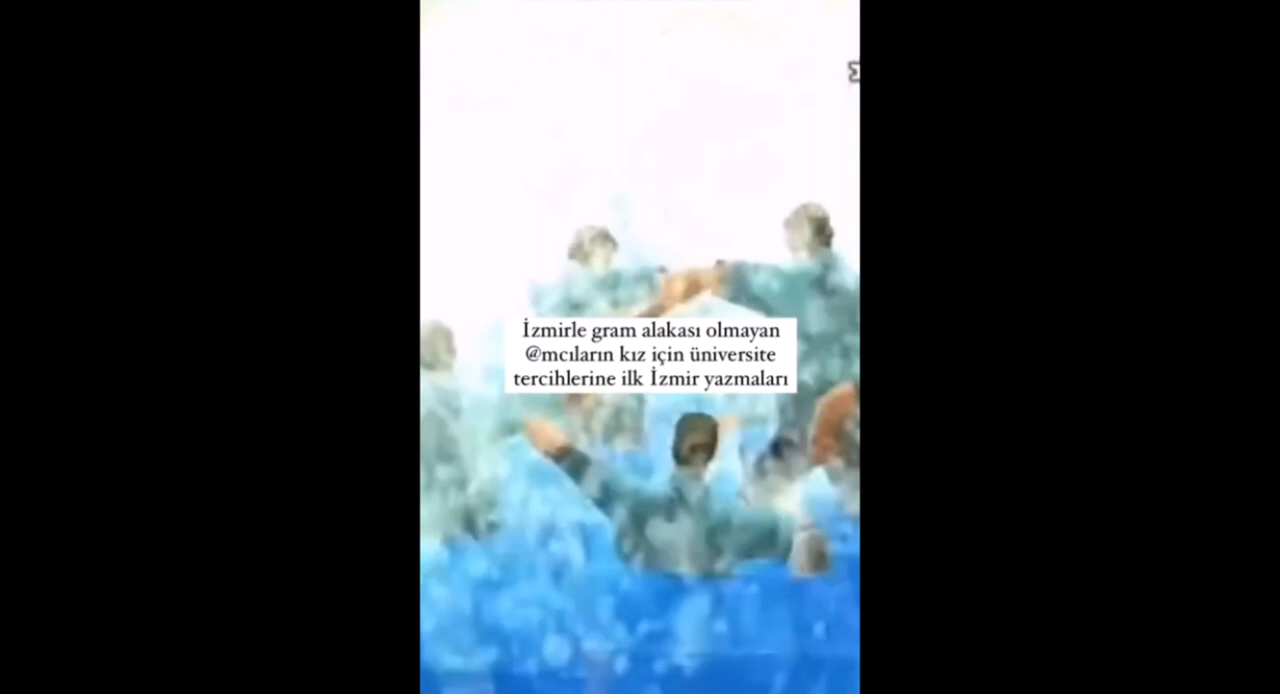 İzmirle gram alakası olmayan
@mcıların kız için üniversite
tercihlerine ilk İzmir yazmaları